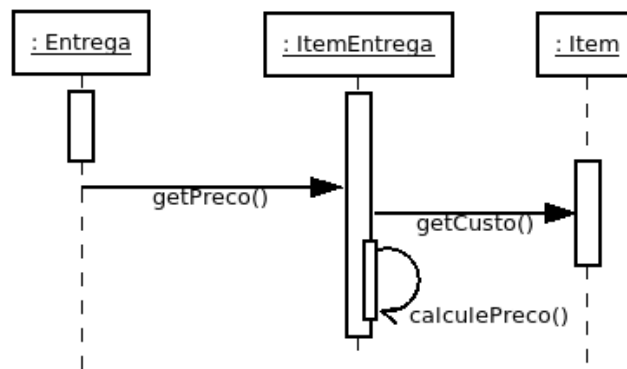 : Entrega
: ItemEntrega
: Item
getPreco()
getCusto()
calculePreco()